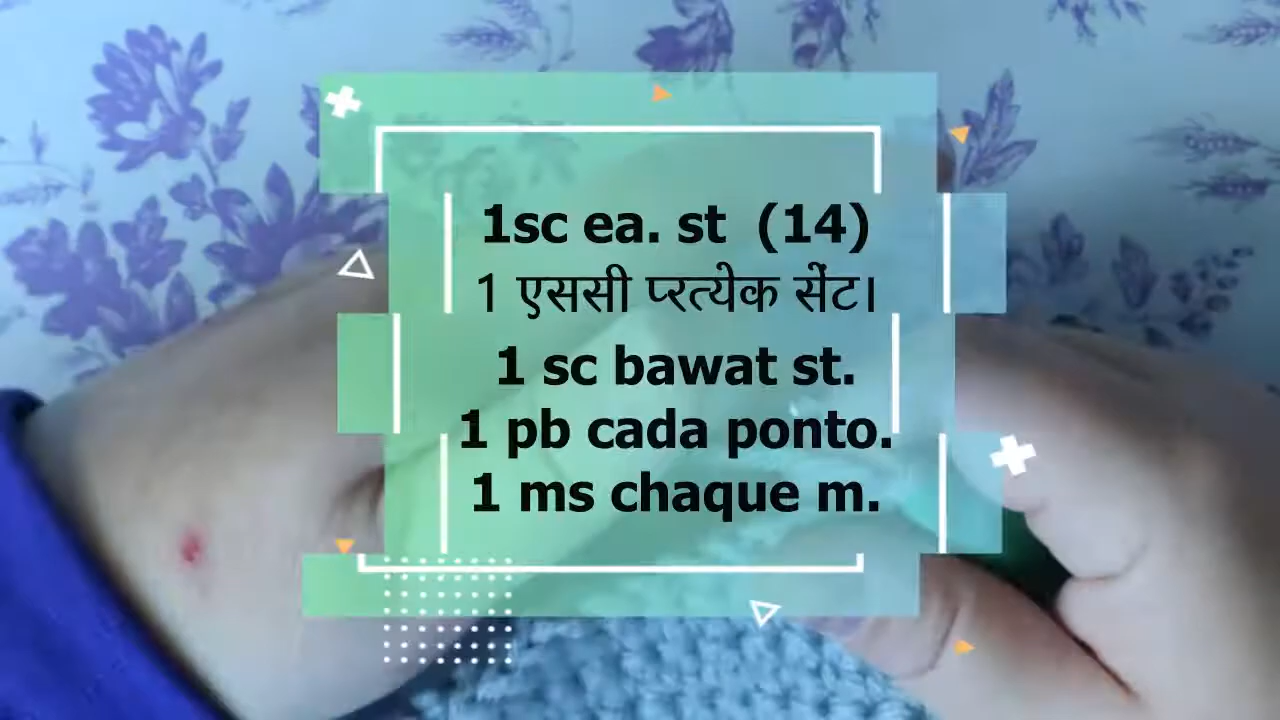 1sc ea. st (14)
1 एससी प्रत्येक सेंट।
1 sc bawat st.
1 pb cada ponto.
1 ms chaque m.